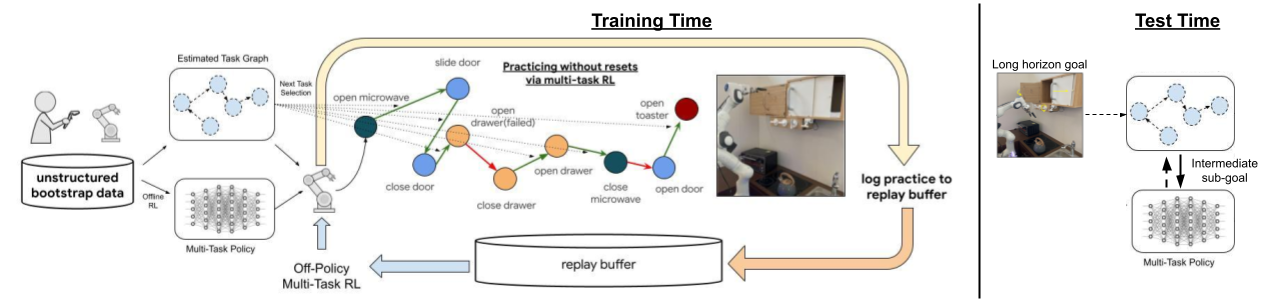 Training Time
Test Time
Estimated Task Graph
Next Task
Selection
unstructured
bootstrap data
Offline
RL
Multi-Task Policy
slide door
Practicing without resets
via multi-task RL
open microwave
open
drawer(failed)
open
toaster
close door
close drawer
open drawer
close
microwave
open door
log practice to
replay buffer
replay buffer
Off-Policy
Multi-Task RL
Long horizon goal
Intermediate
sub-goal
Multi-Task Policy